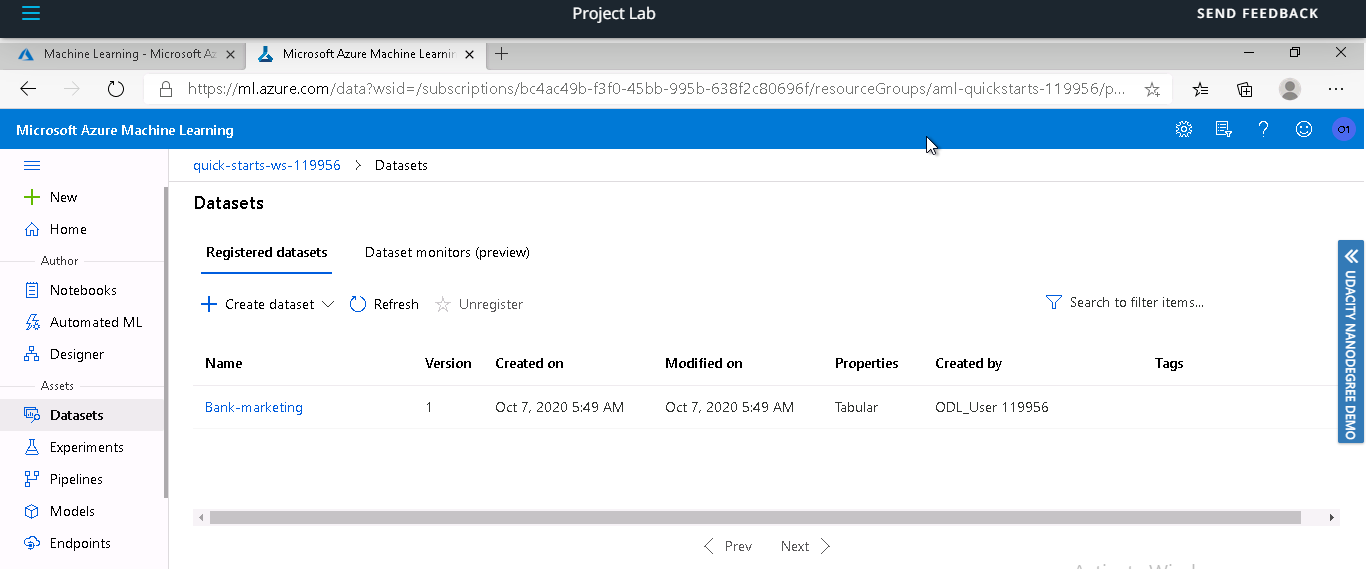 Project Lab
SEND FEEDBACK
Machine Learning - Microsoft Az
Microsoft Azure Machine Learnin
https://ml.azure.com/data?wsid=/subscriptions/bc4ac49b-f3f0-45bb-995b-638f2c80696f/resourceGroups/aml-quickstarts-119956/p...
Microsoft Azure Machine Learning
O1
quick-starts-ws-119956 > Datasets
New
Home
Author
Notebooks
Automated ML
Designer
Assets
Datasets
Experiments
Pipelines
Models
Endpoints
Datasets
Registered datasets Dataset monitors (preview)
Create dataset Refresh Unregister Search to filter items...
Name Version Created on Modified on Properties Created by Tags
Bank-marketing 1 Oct 7, 2020 5:49 AM Oct 7, 2020 5:49 AM Tabular ODL_User 119956
Prev Next
UDACITY NANODEGREE DEMO